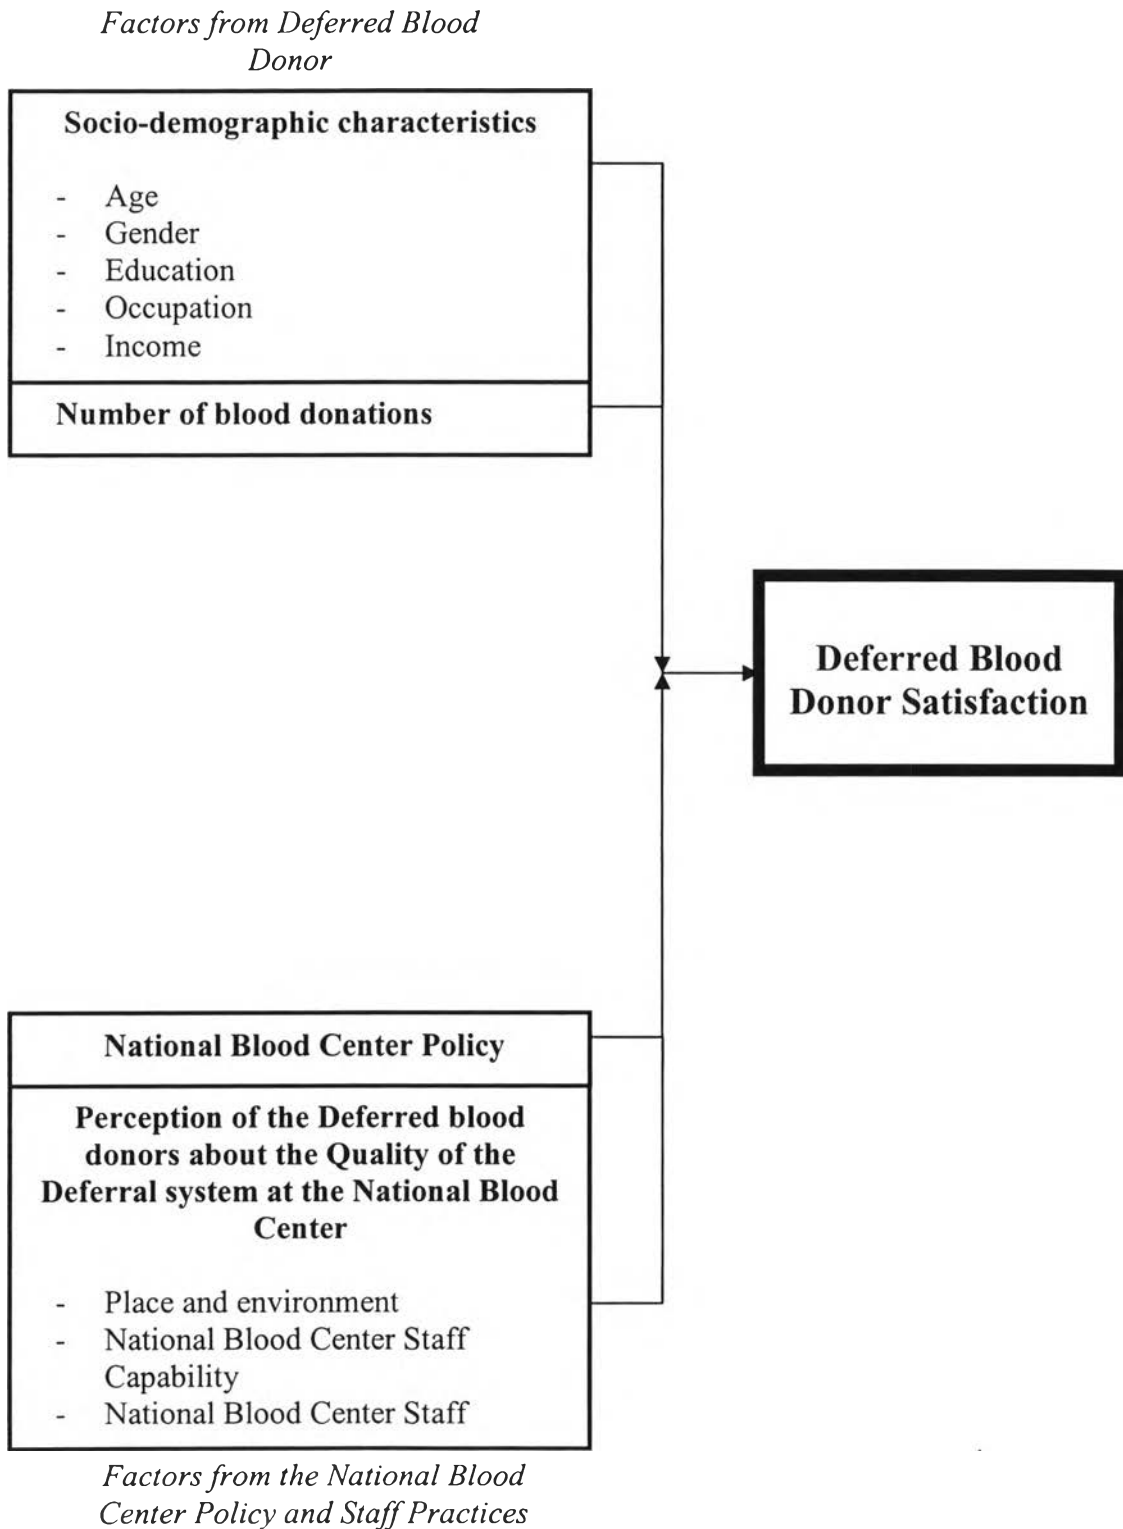 Factors from Deferred Blood
Donor
Socio-demographic characteristics
- Age
- Gender
- Education
- Occupation
- Income
Number of blood donations
Deferred Blood
Donor Satisfaction
National Blood Center Policy
Perception of the Deferred blood
donors about the Quality of the
Deferral system at the National Blood
Center
- Place and environment
- National Blood Center Staff
Capability
- National Blood Center Staff
Factors from the National Blood
Center Policy and Staff Practices